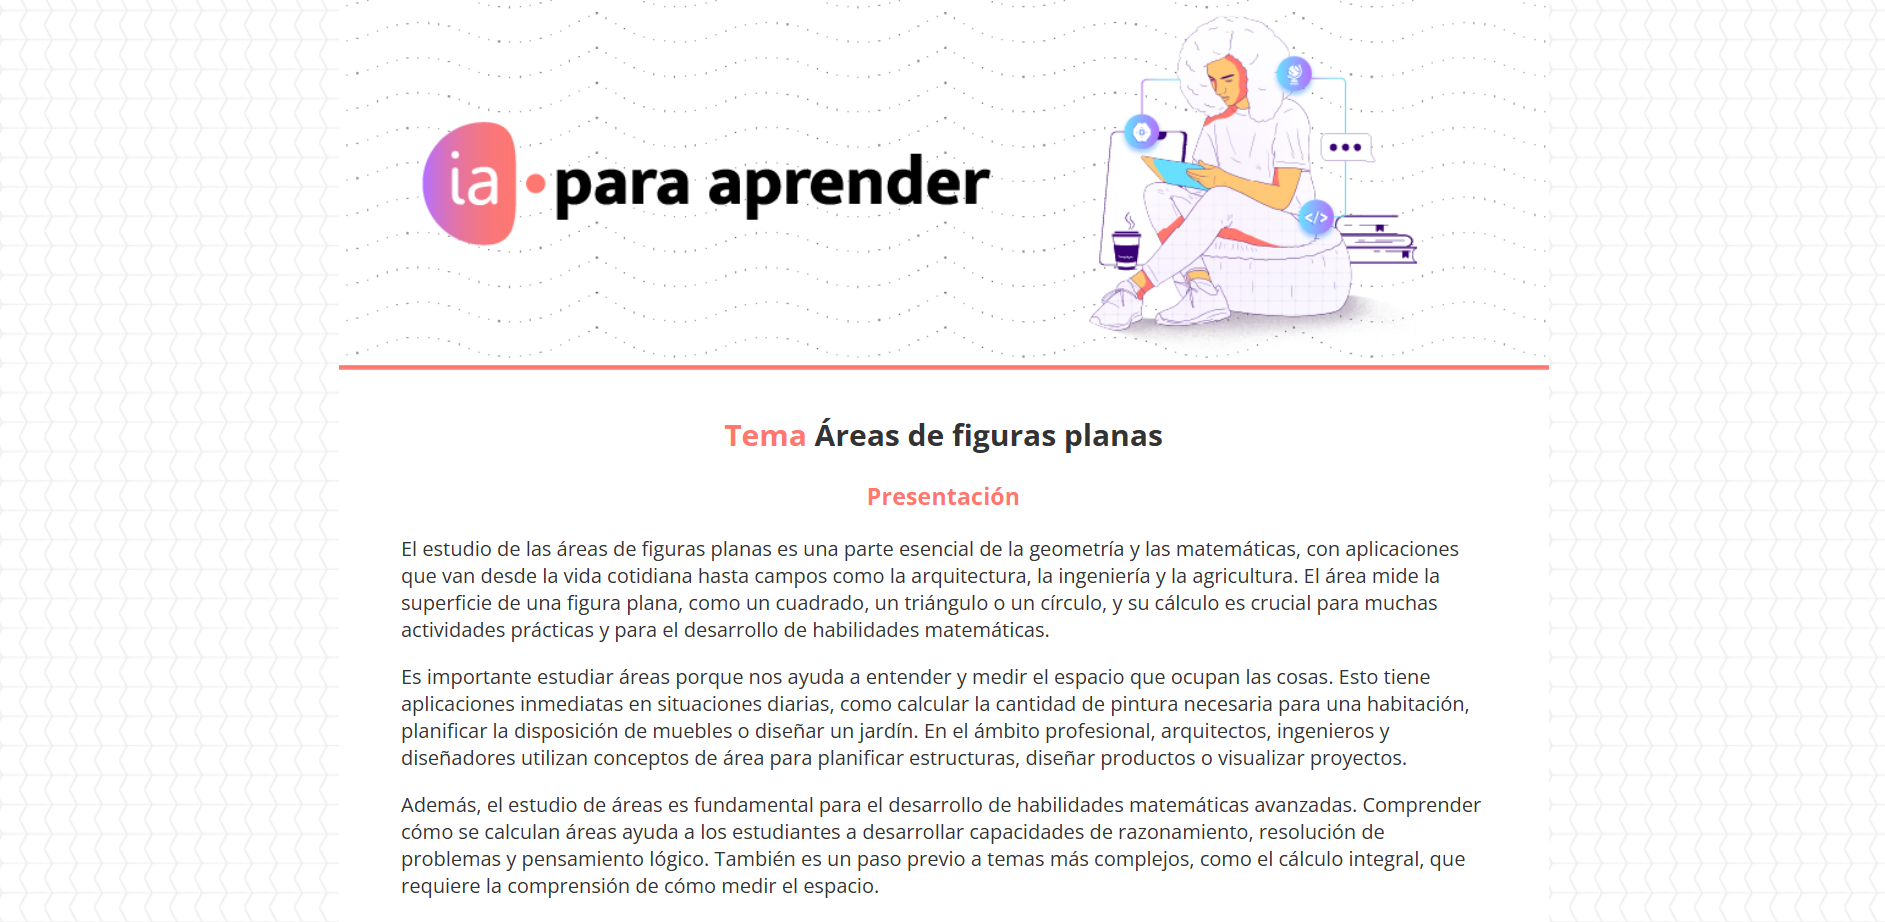 ia
para aprender
</>
Tema Áreas de figuras planas
Presentación
El estudio de las áreas de figuras planas es una parte esencial de la geometría y las matemáticas, con aplicaciones
que van desde la vida cotidiana hasta campos como la arquitectura, la ingeniería y la agricultura. El área mide la
superficie de una figura plana, como un cuadrado, un triángulo o un círculo, y su cálculo es crucial para muchas
actividades prácticas y para el desarrollo de habilidades matemáticas.
Es importante estudiar áreas porque nos ayuda a entender y medir el espacio que ocupan las cosas. Esto tiene
aplicaciones inmediatas en situaciones diarias, como calcular la cantidad de pintura necesaria para una habitación,
planificar la disposición de muebles o diseñar un jardín. En el ámbito profesional, arquitectos, ingenieros y
diseñadores utilizan conceptos de área para planificar estructuras, diseñar productos o visualizar proyectos.
Además, el estudio de áreas es fundamental para el desarrollo de habilidades matemáticas avanzadas. Comprender
cómo se calculan áreas ayuda a los estudiantes a desarrollar capacidades de razonamiento, resolución de
problemas y pensamiento lógico. También es un paso previo a temas más complejos, como el cálculo integral, que
requiere la comprensión de cómo medir el espacio.